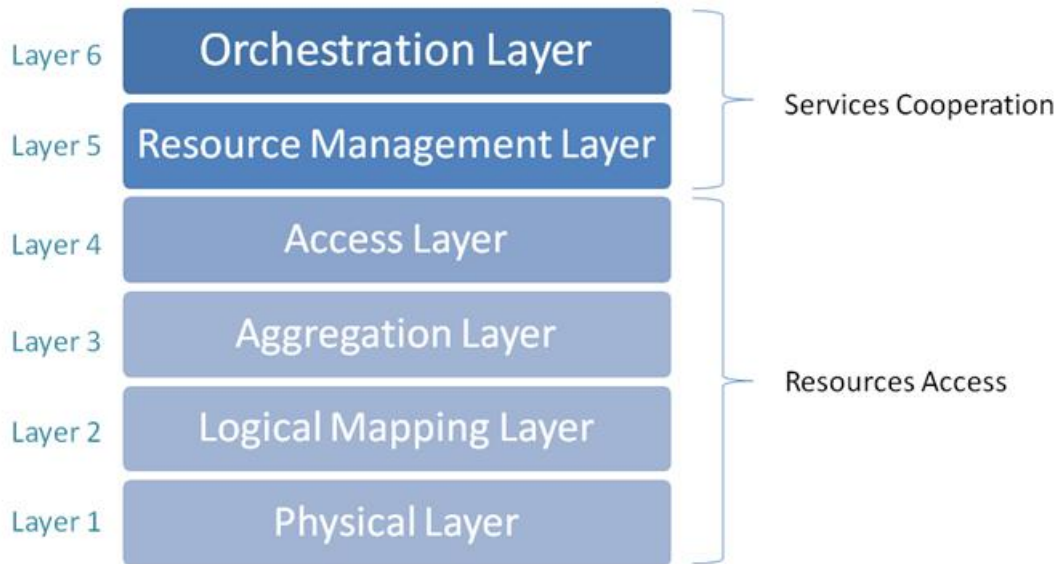 Layer 6
Orchestration Layer
Services Cooperation
Layer 5
Resource Management Layer
Layer 4
Access Layer
Layer 3
Aggregation Layer
Resources Access
Layer 2
Logical Mapping Layer
Layer 1
Physical Layer